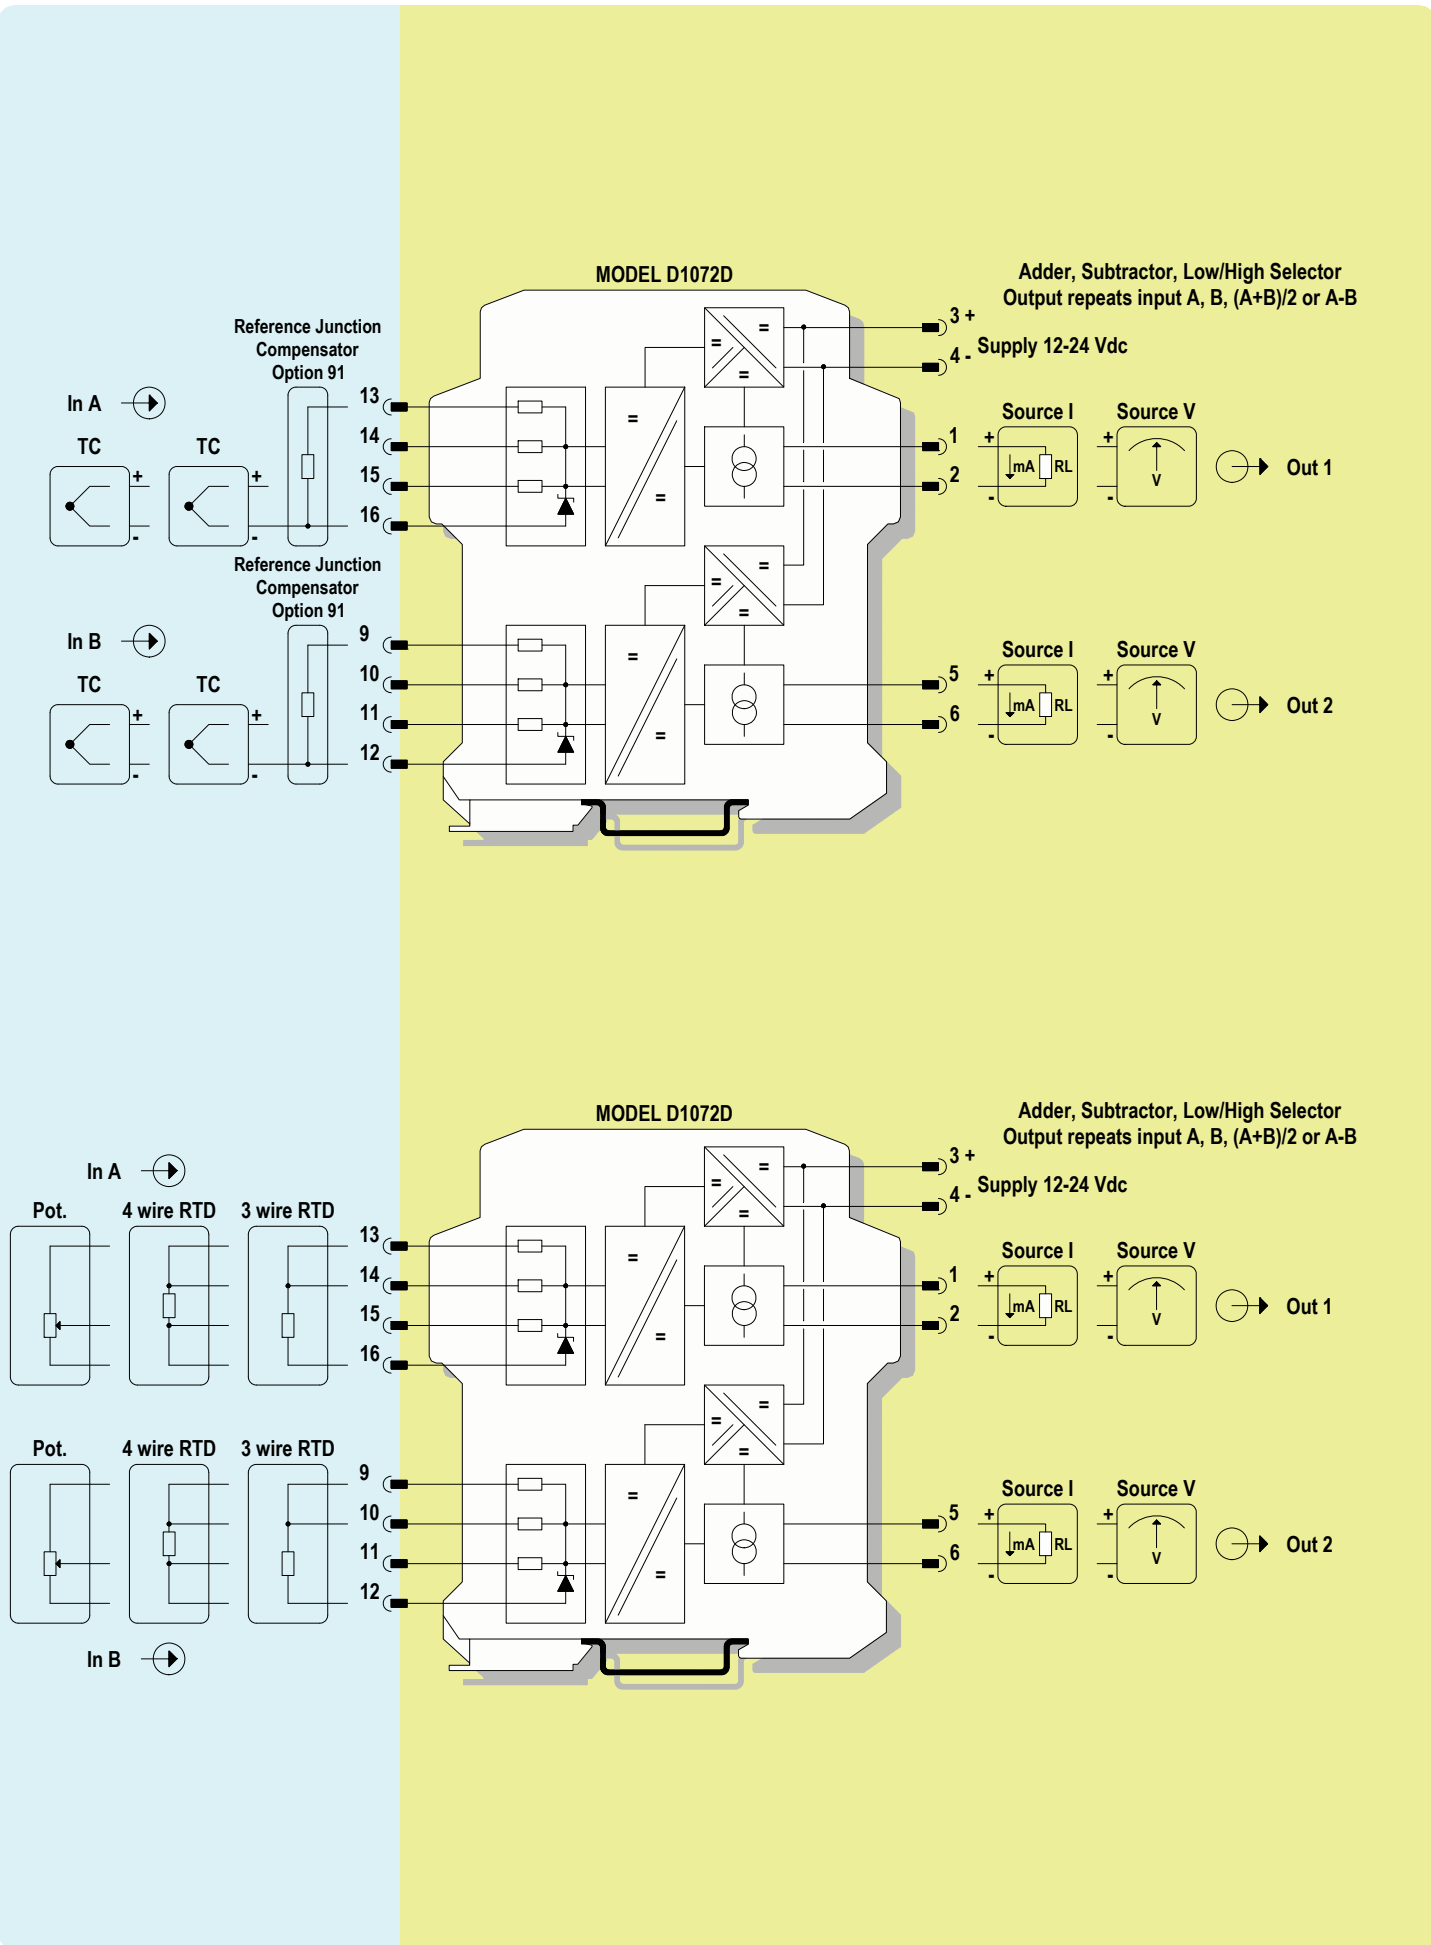 MODEL D1072D
Adder, Subtractor, Low/High Selector
Output repeats input A, B, (A+B)/2 or A-B
3 +
4 -
Supply 12-24 Vdc
Reference Junction
Compensator
Option 91
In A
TC
TC
+
-
+
-
13
14
15
16
=
=
=
=
=
1
2
Source I
+
-
mA
RL
Source V
+
-
V
Out 1
Reference Junction
Compensator
Option 91
In B
TC
TC
+
-
+
-
9
10
11
12
=
=
=
=
=
5
6
Source I
+
-
mA
RL
Source V
+
-
V
Out 2
MODEL D1072D
Adder, Subtractor, Low/High Selector
Output repeats input A, B, (A+B)/2 or A-B
3 +
4 -
Supply 12-24 Vdc
In A
Pot.
4 wire RTD
3 wire RTD
13
14
15
16
=
=
=
=
=
1
2
Source I
+
-
mA
RL
Source V
+
-
V
Out 1
Pot.
4 wire RTD
3 wire RTD
9
10
11
12
=
=
=
=
=
5
6
Source I
+
-
mA
RL
Source V
+
-
V
Out 2
In B